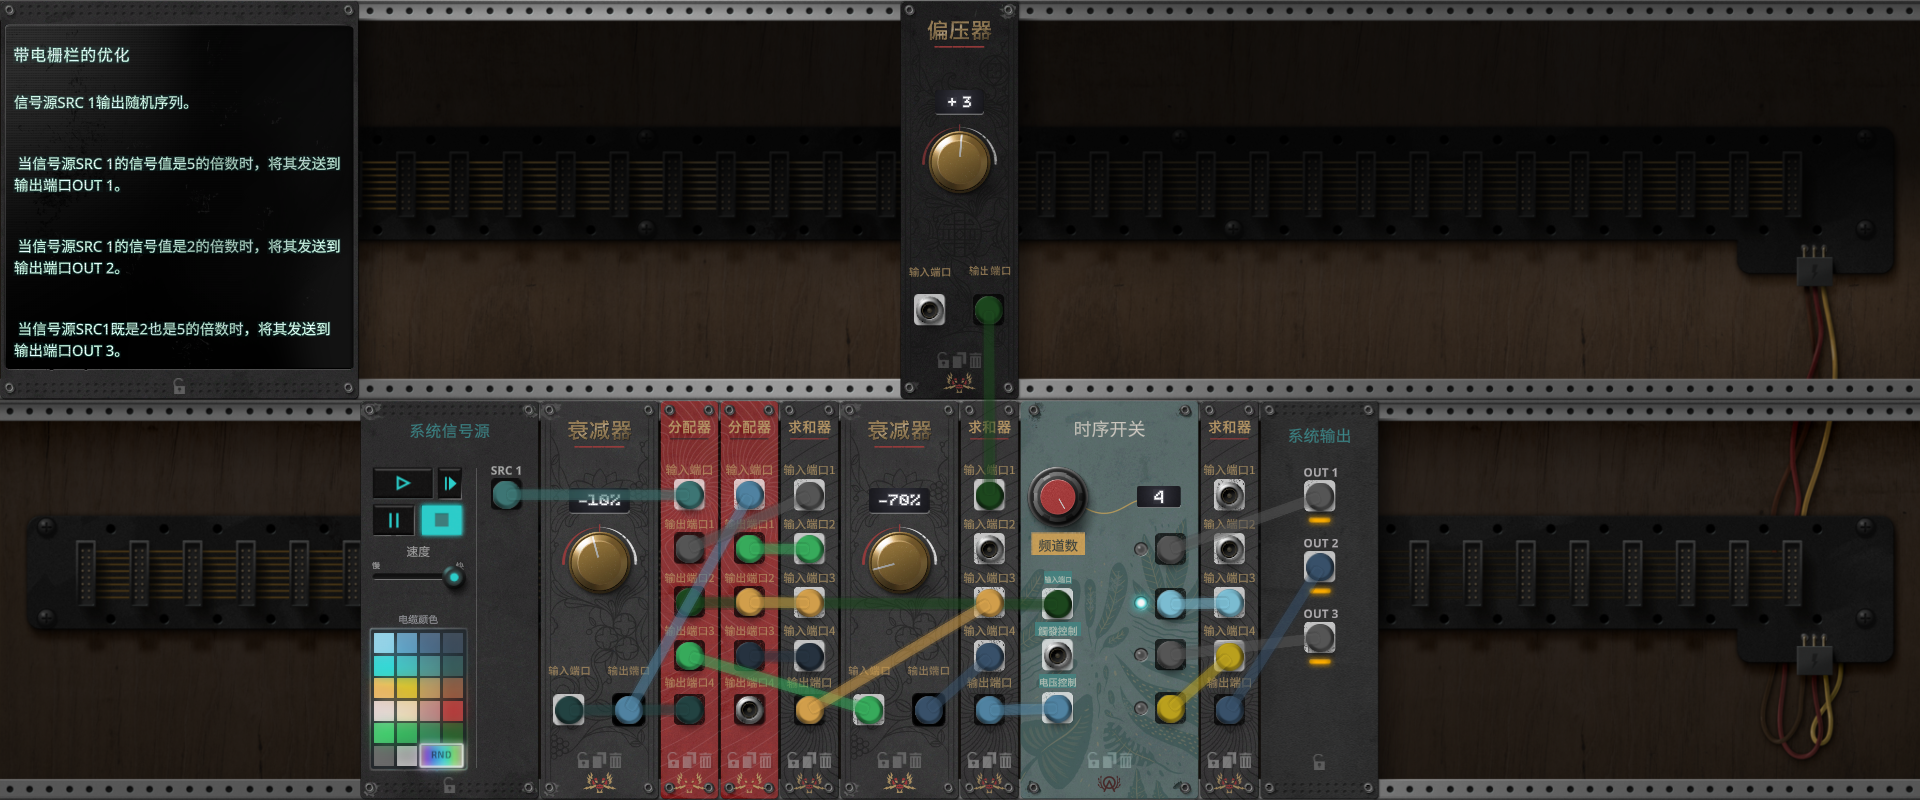 带电栅栏的优化
信号源SRC 1输出随机序列。
当信号源SRC 1的信号值是5的倍数时，将其发送到
输出端口OUT 1。
当信号源SRC 1的信号值是2的倍数时，将其发送到
输出端口OUT 2。
当信号源SRC1既是2也是5的倍数时，将其发送到
输出端口OUT 3。
偏压器
+ 3
输入端口
输出端口
系统信号源
SRC 1
速度
慢
电缆颜色
RND
衰减器
-10%
输入端口
输出端口
分配器
输入端口
输出端口1
输出端口2
输出端口3
输出端口4
分配器
输入端口
输出端口1
输出端口2
输出端口3
输出端口4
求和器
输入端口1
输入端口2
输入端口3
输入端口4
输出端口
衰减器
-70%
输入端口
输出端口
求和器
输入端口1
输入端口2
输入端口3
输入端口4
输出端口
时序开关
4
频道数
输入端口
觸發控制
电压控制
求和器
输入端口1
输入端口2
输入端口3
输入端口4
输出端口
系统输出
OUT 1
OUT 2
OUT 3